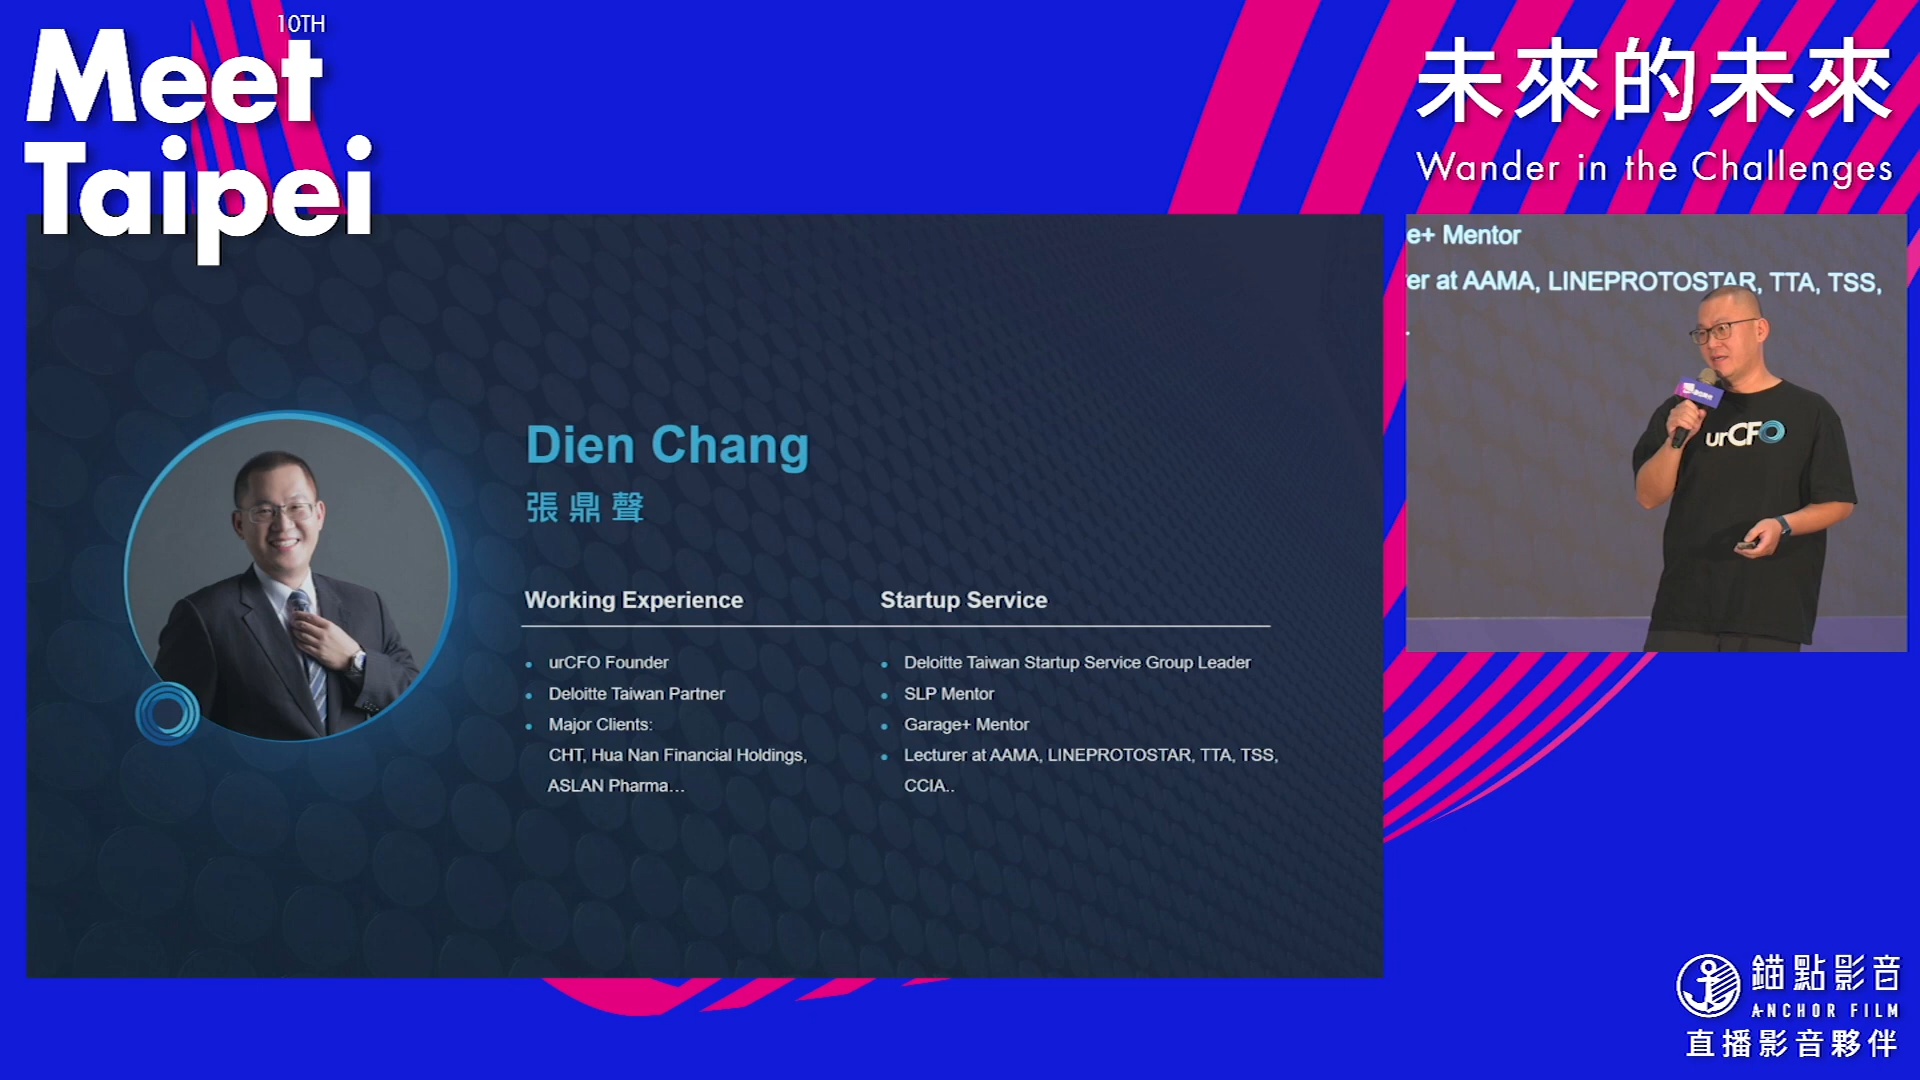 10TH
Meet
Taipei
未來的未來
Wander in the Challenges
Dien Chang
張鼎聲
Working Experience
urCFO Founder
Deloitte Taiwan Partner
Major Clients:
CHT, Hua Nan Financial Holdings,
ASLAN Pharma…
Startup Service
Deloitte Taiwan Startup Service Group Leader
SLP Mentor
Garage+ Mentor
Lecturer at AAMA, LINEPROTOSTAR, TTA, TSS,
CCIA..
e+ Mentor
er at AAMA, LINEPROTOSTAR, TTA, TSS,
urCFO
錨點影音
ANCHOR FILM
直播影音夥伴